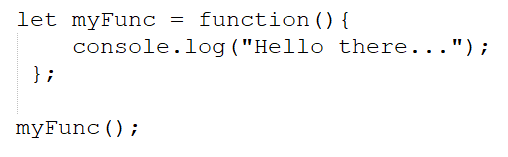 let myFunc = function(){
    console.log("Hello there...");
 };

myFunc();